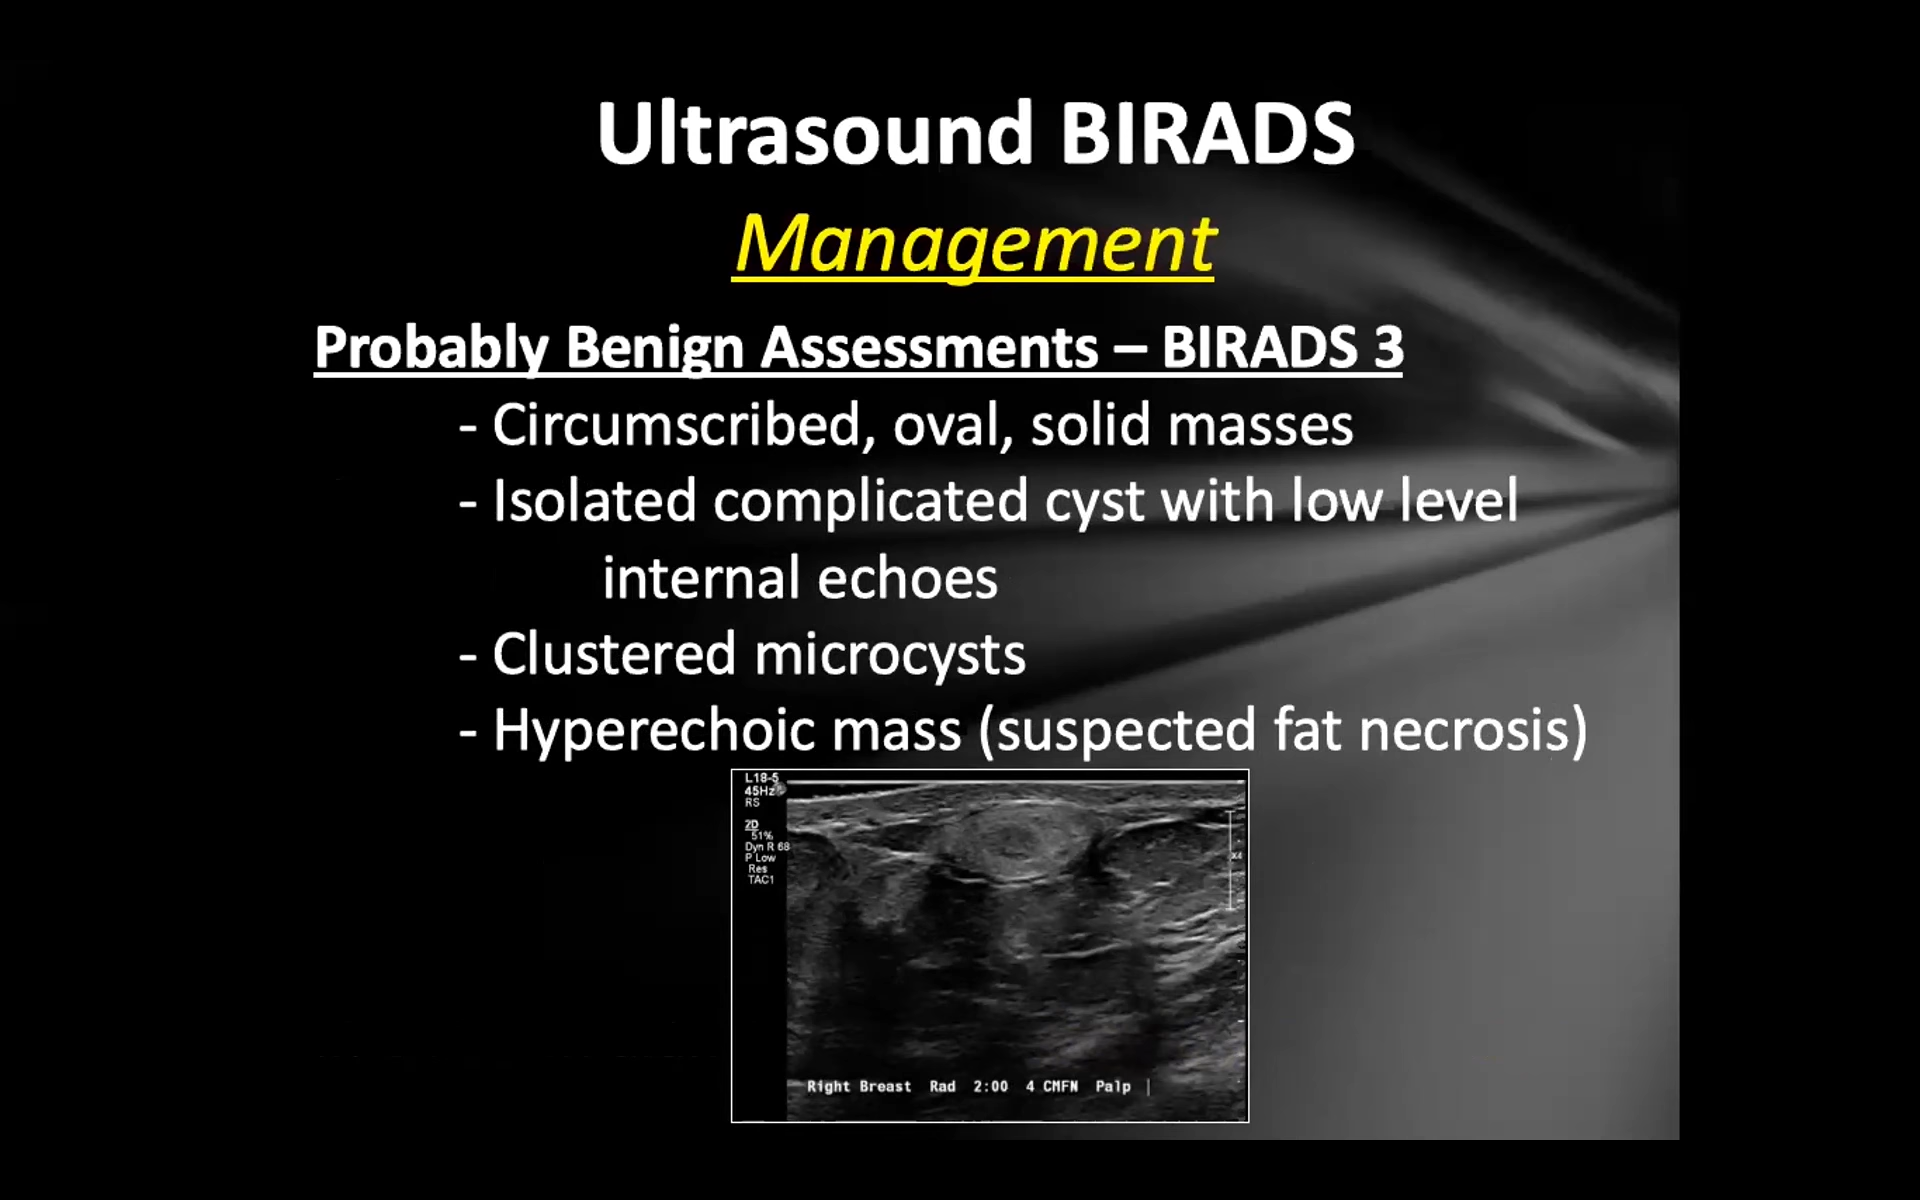 Ultrasound BIRADS
Management
Probably Benign Assessments – BIRADS 3
- Circumscribed, oval, solid masses
- Isolated complicated cyst with low level
internal echoes
- Clustered microcysts
- Hyperechoic mass (suspected fat necrosis)
L18-5
45Hz
RS
2D
51%
Dyn R 68
P Low
Res
TAC1
X4
Right Breast Rad 2:00 4 CMFN Palp